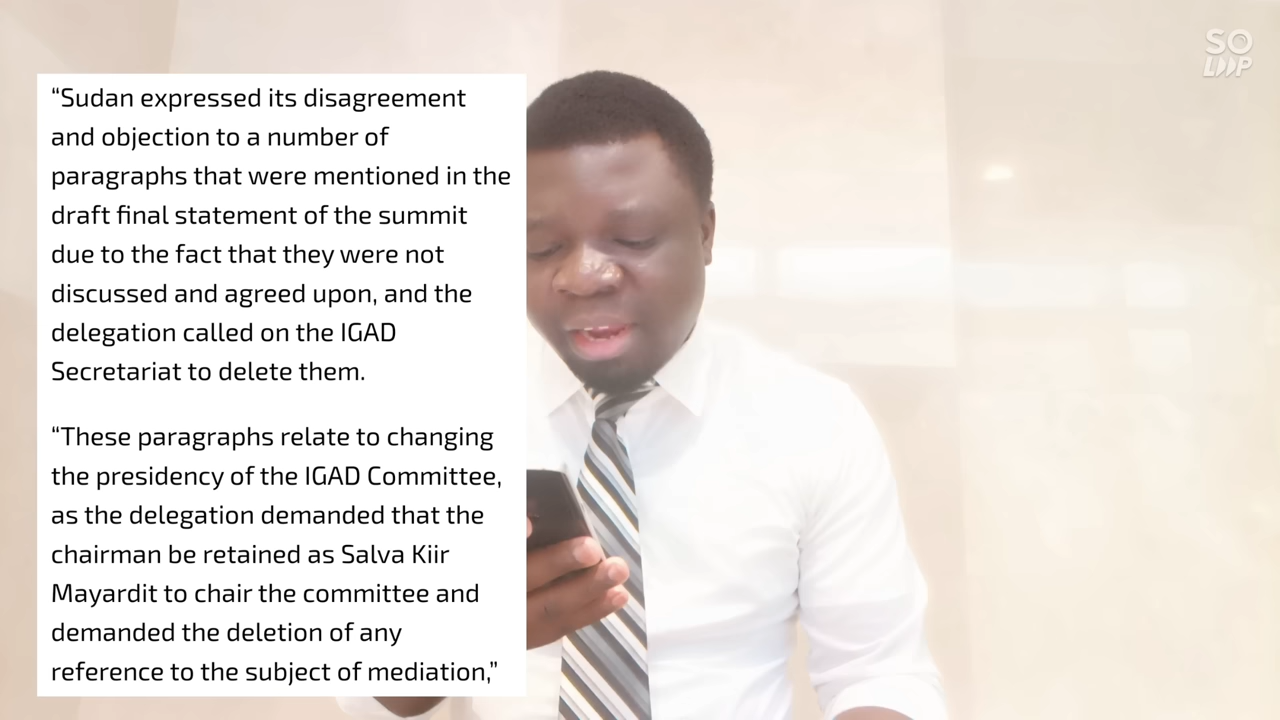 “Sudan expressed its disagreement
and objection to a number of
paragraphs that were mentioned in the
draft final statement of the summit
due to the fact that they were not
discussed and agreed upon, and the
delegation called on the IGAD
Secretariat to delete them.
“These paragraphs relate to changing
the presidency of the IGAD Committee,
as the delegation demanded that the
chairman be retained as Salva Kiir
Mayardit to chair the committee and
demanded the deletion of any
reference to the subject of mediation,”
SO
LOOP